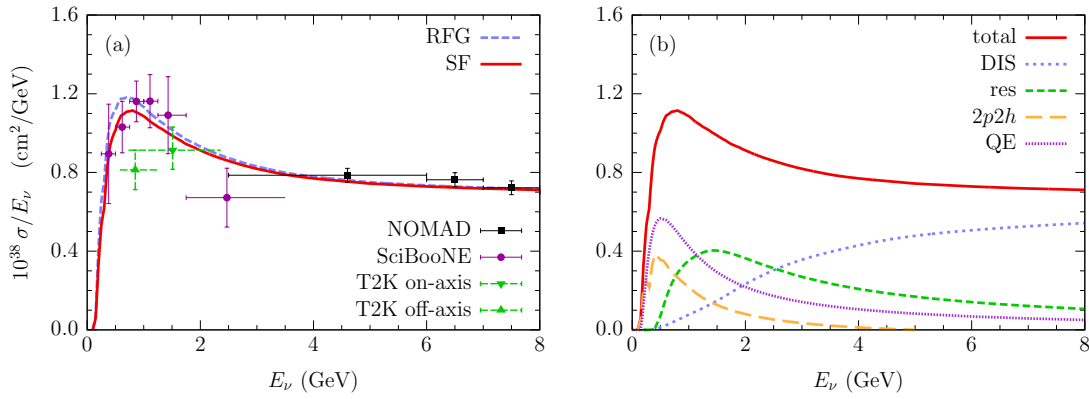 (a)
RFG
SF
NOMAD
SciBooNE
T2K on-axis
T2K off-axis
10³⁸ σ/E_ν (cm²/GeV)
1.6
1.2
0.8
0.4
0.0
0 2 4 6 8
E_ν (GeV)
(b)
total
DIS
res
2p2h
QE
1.6
1.2
0.8
0.4
0.0
0 2 4 6 8
E_ν (GeV)